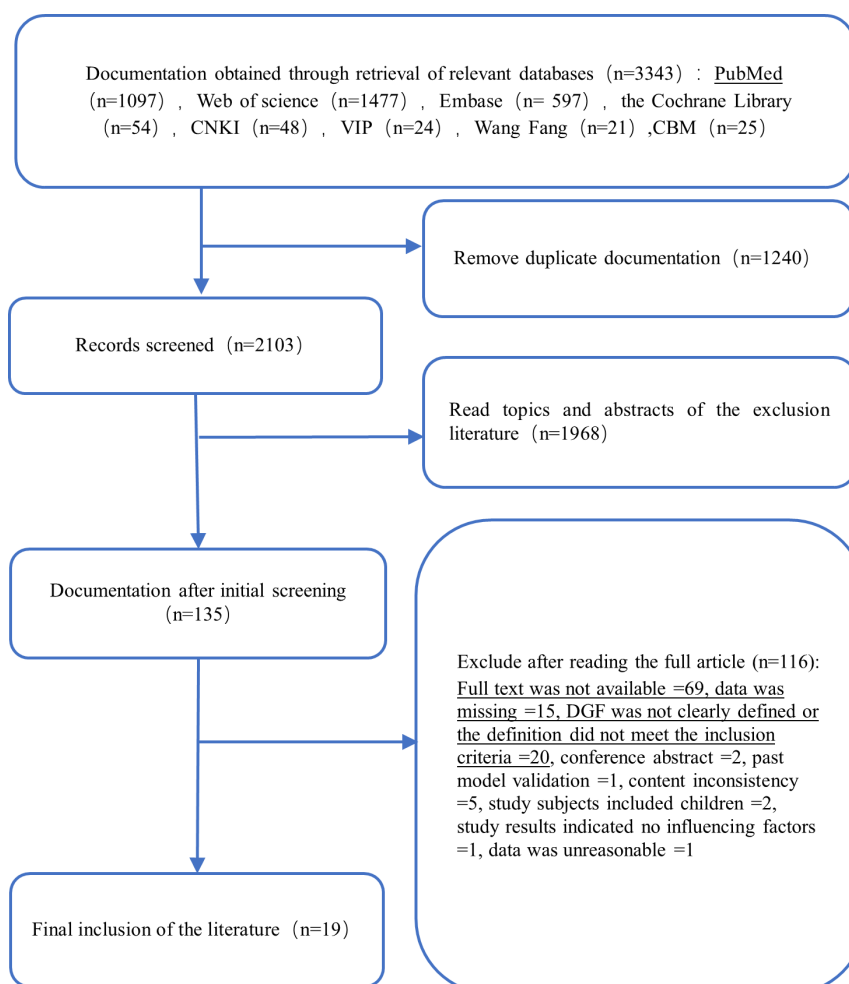 Documentation obtained through retrieval of relevant databases（n=3343）: PubMed
（n=1097）, Web of science（n=1477）, Embase（n= 597）, the Cochrane Library
（n=54）, CNKI（n=48）, VIP（n=24）, Wang Fang（n=21）,CBM（n=25）
Remove duplicate documentation（n=1240）
Records screened（n=2103）
Read topics and abstracts of the exclusion
literature（n=1968）
Documentation after initial screening
（n=135）
Exclude after reading the full article (n=116):
Full text was not available =69, data was
missing =15, DGF was not clearly defined or
the definition did not meet the inclusion
criteria =20, conference abstract =2, past
model validation =1, content inconsistency
=5, study subjects included children =2,
study results indicated no influencing factors
=1, data was unreasonable =1
Final inclusion of the literature（n=19）